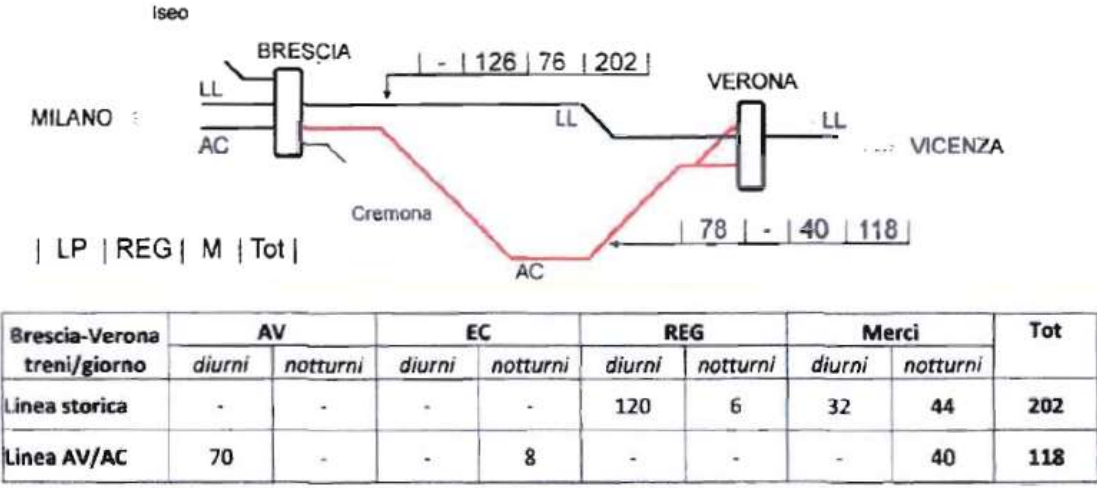 Iseo
BRESCIA
| - | 126 | 76 | 202 |
VERONA
LL
MILANO
LL
LL
AC
VICENZA
Cremona
| 78 | - | 40 | 118 |
| LP | REG | M | Tot |
AC
Brescia-Verona treni/giorno AV EC REG Merci Tot
diurni notturni diurni notturni diurni notturni diurni notturni
Linea storica - - - - 120 6 32 44 202
Linea AV/AC 70 - - 8 - - - 40 118